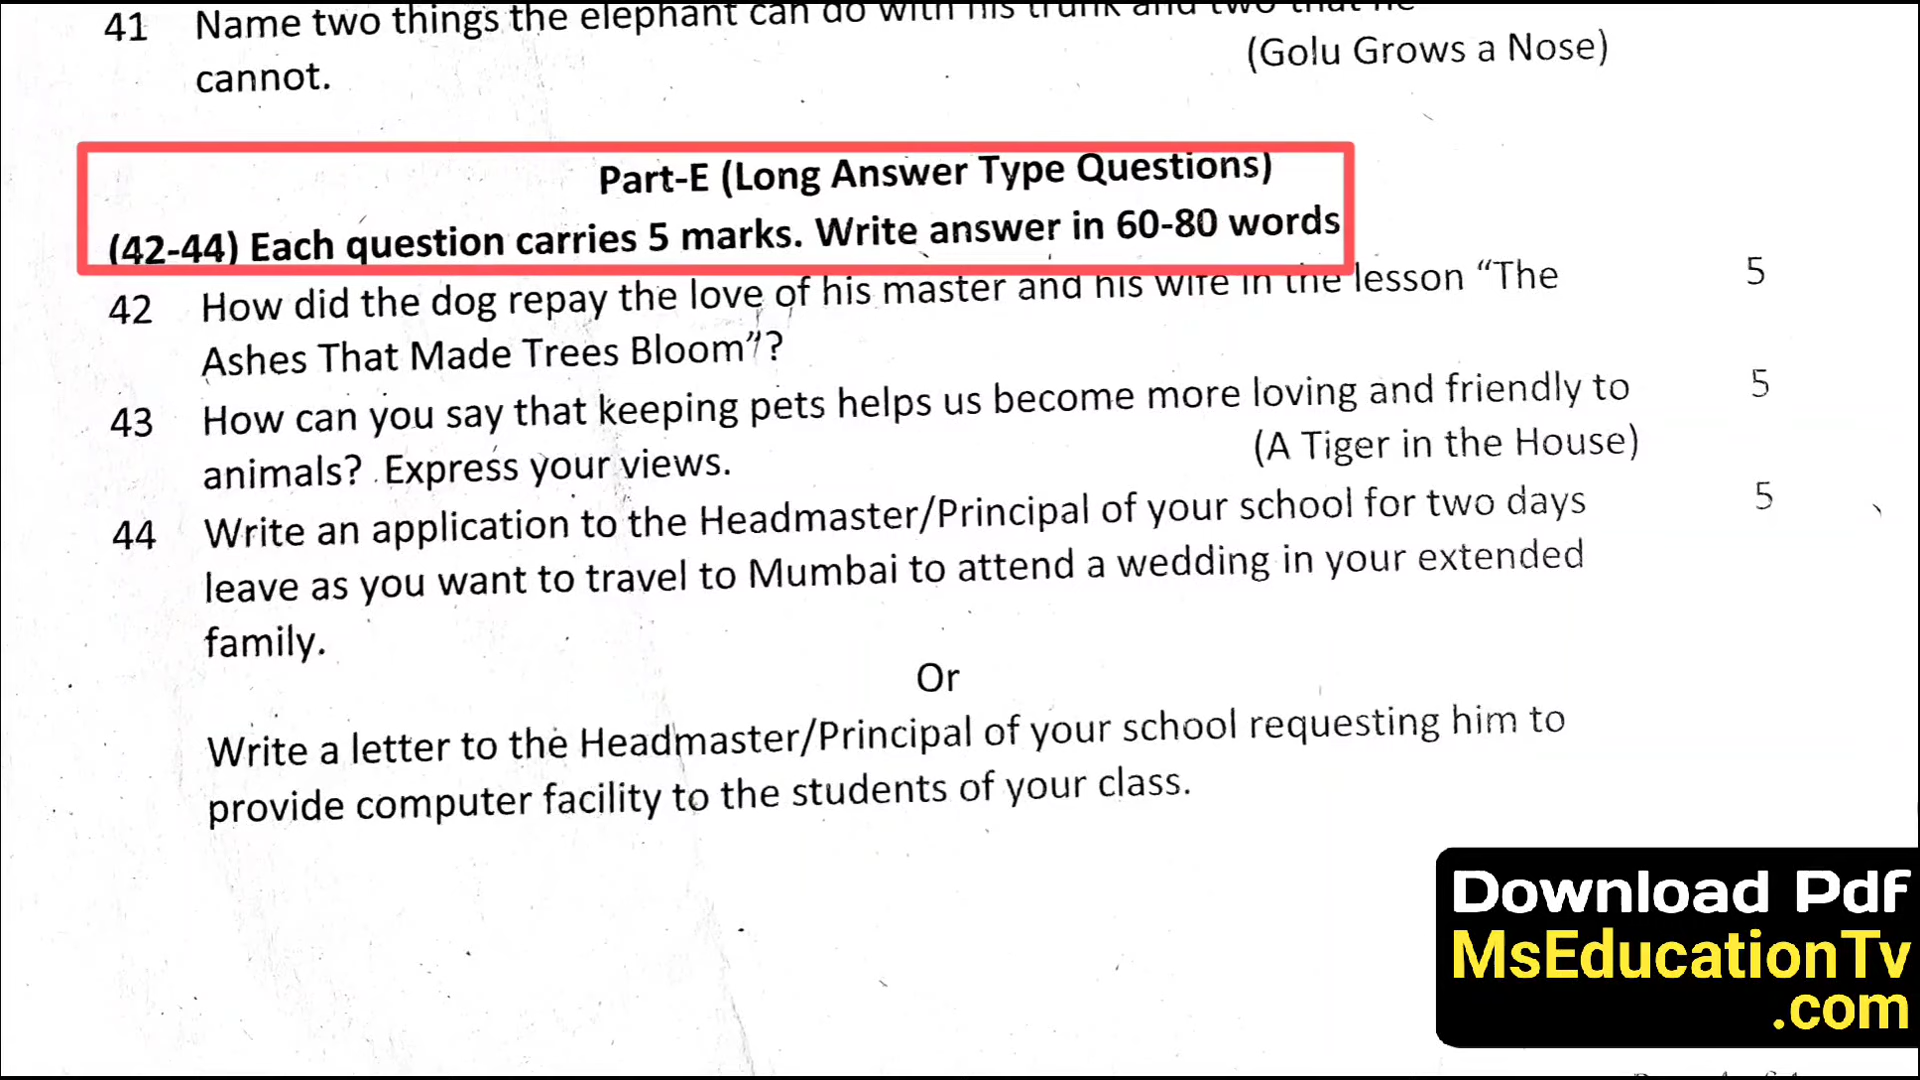 41 Name two things the elephant can do with his trunk and two that he
cannot. (Golu Grows a Nose)
Part-E (Long Answer Type Questions)
(42-44) Each question carries 5 marks. Write answer in 60-80 words
42 How did the dog repay the love of his master and his wife in the lesson “The 5
Ashes That Made Trees Bloom”?
43 How can you say that keeping pets helps us become more loving and friendly to 5
animals? Express your views. (A Tiger in the House)
44 Write an application to the Headmaster/Principal of your school for two days 5
leave as you want to travel to Mumbai to attend a wedding in your extended
family.
Or
Write a letter to the Headmaster/Principal of your school requesting him to
provide computer facility to the students of your class.
Download Pdf
MsEducationTv
.com